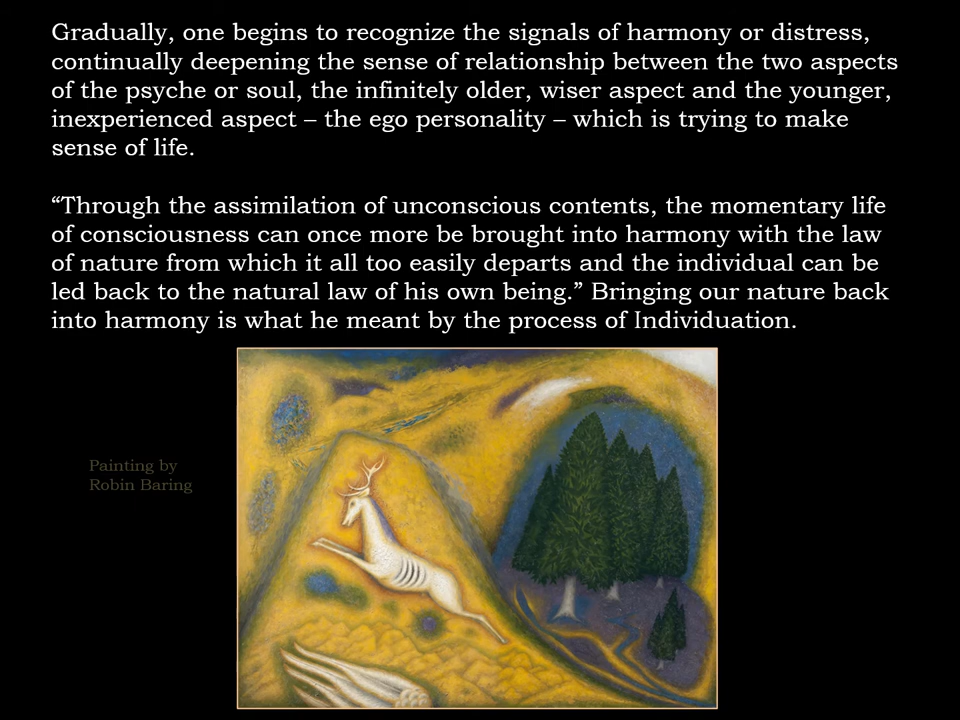 Gradually, one begins to recognize the signals of harmony or distress,
continually deepening the sense of relationship between the two aspects
of the psyche or soul, the infinitely older, wiser aspect and the younger,
inexperienced aspect – the ego personality – which is trying to make
sense of life.
“Through the assimilation of unconscious contents, the momentary life
of consciousness can once more be brought into harmony with the law
of nature from which it all too easily departs and the individual can be
led back to the natural law of his own being.” Bringing our nature back
into harmony is what he meant by the process of Individuation.
Painting by
Robin Baring